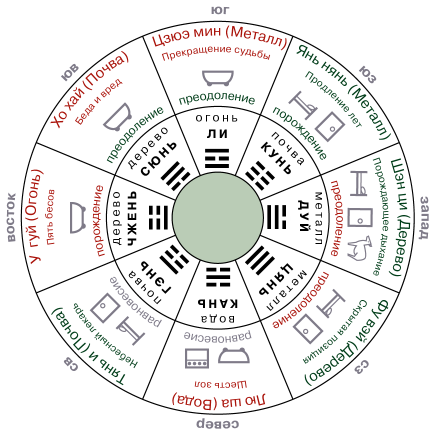 юг
Цзюэ мин (Металл)
Прекращение судьбы
преодоление
огонь
ЛИ
юз
Янь нянь (Металл)
Продление лет
порождение
почва
КУНЬ
запад
Шэн ци (Дерево)
Порождающее дыхание
преодоление
металл
ДУЙ
сз
Фу вэй (Дерево)
Скрытая позиция
преодоление
металл
ЦЯНЬ
север
Лю ша (Вода)
Шесть зол
равновесие
вода
КАНЬ
св
Тянь и (Почва)
Небесный лекарь
равновесие
почва
ГЭНЬ
восток
У гуй (Огонь)
Пять бесов
порождение
дерево
ЧЖЕНЬ
юв
Хо хай (Почва)
Беда и вред
преодоление
дерево
СЮНЬ